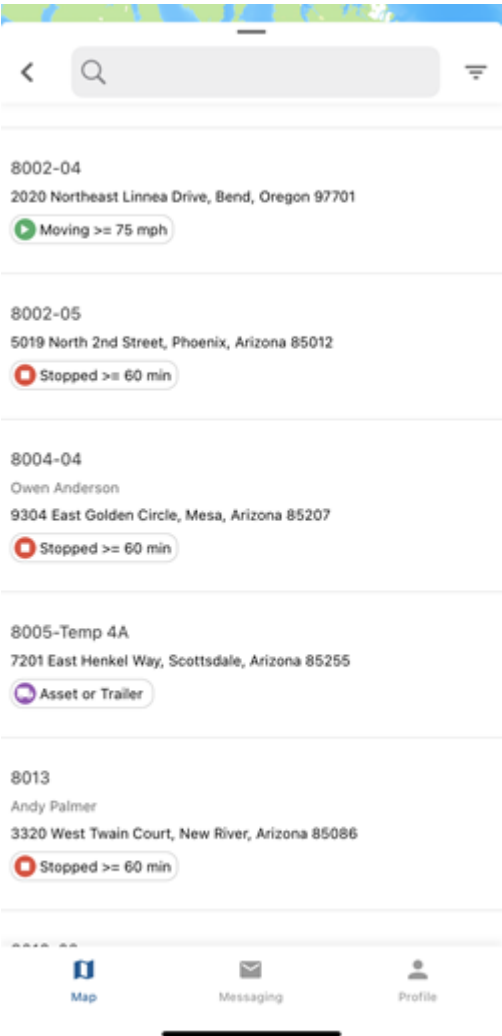 8002-04
2020 Northeast Linnea Drive, Bend, Oregon 97701
Moving >= 75 mph
8002-05
5019 North 2nd Street, Phoenix, Arizona 85012
Stopped >= 60 min
8004-04
Owen Anderson
9304 East Golden Circle, Mesa, Arizona 85207
Stopped >= 60 min
8005-Temp 4A
7201 East Henkel Way, Scottsdale, Arizona 85255
Asset or Trailer
8013
Andy Palmer
3320 West Twain Court, New River, Arizona 85086
Stopped >= 60 min
Map
Messaging
Profile